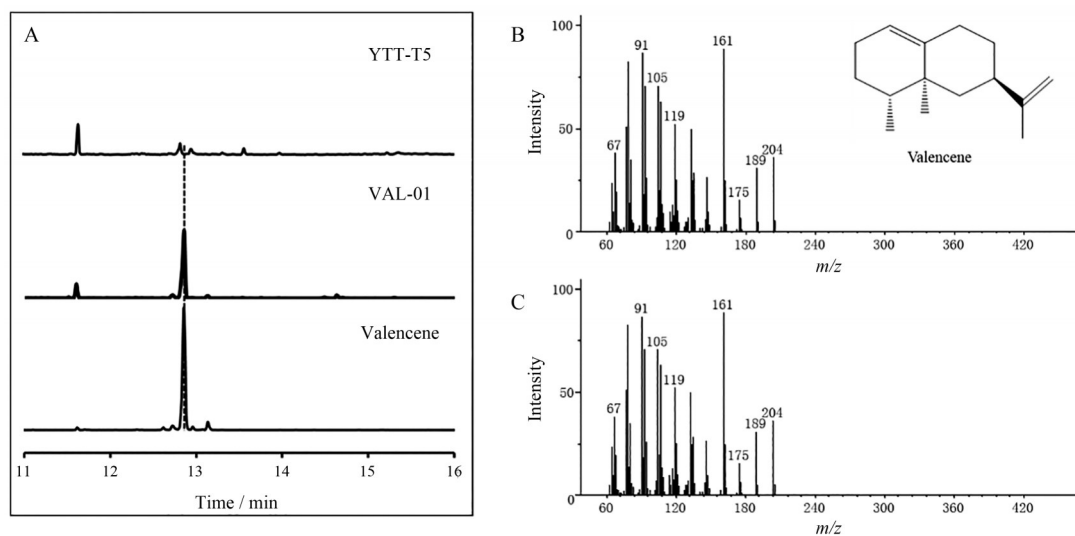 A
YTT-T5
VAL-01
Valencene
11 12 13 14 15 16
Time / min
B
100
50
0
Intensity
67
91
105
119
161
175
189
204
Valencene
60 120 180 240 300 360 420
m/z
C
100
50
0
Intensity
67
91
105
119
161
175
189
204
60 120 180 240 300 360 420
m/z